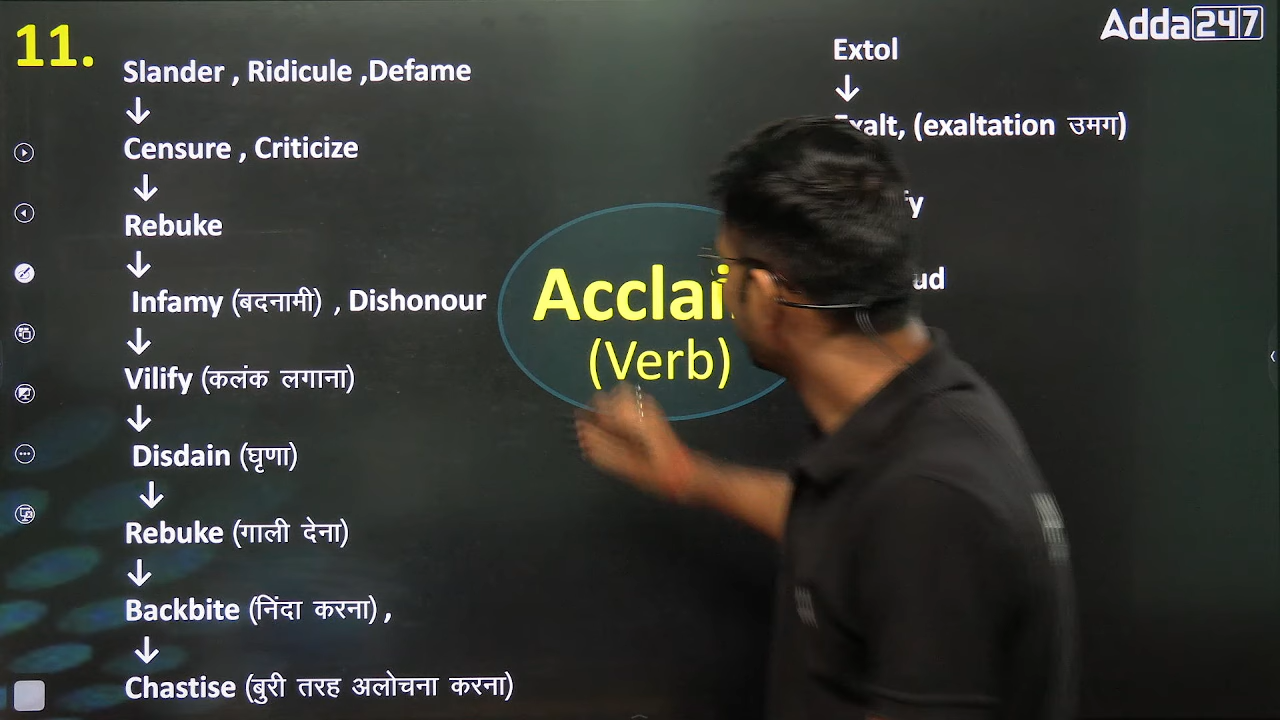 11.
Adda247
Slander , Ridicule ,Defame
Censure , Criticize
Rebuke
Infamy (बदनामी) , Dishonour
Vilify (कलंक लगाना)
Disdain (घृणा)
Rebuke (गाली देना)
Backbite (निंदा करना) ,
Chastise (बुरी तरह अलोचना करना)
(Verb)
Extol
(exaltation उमग)